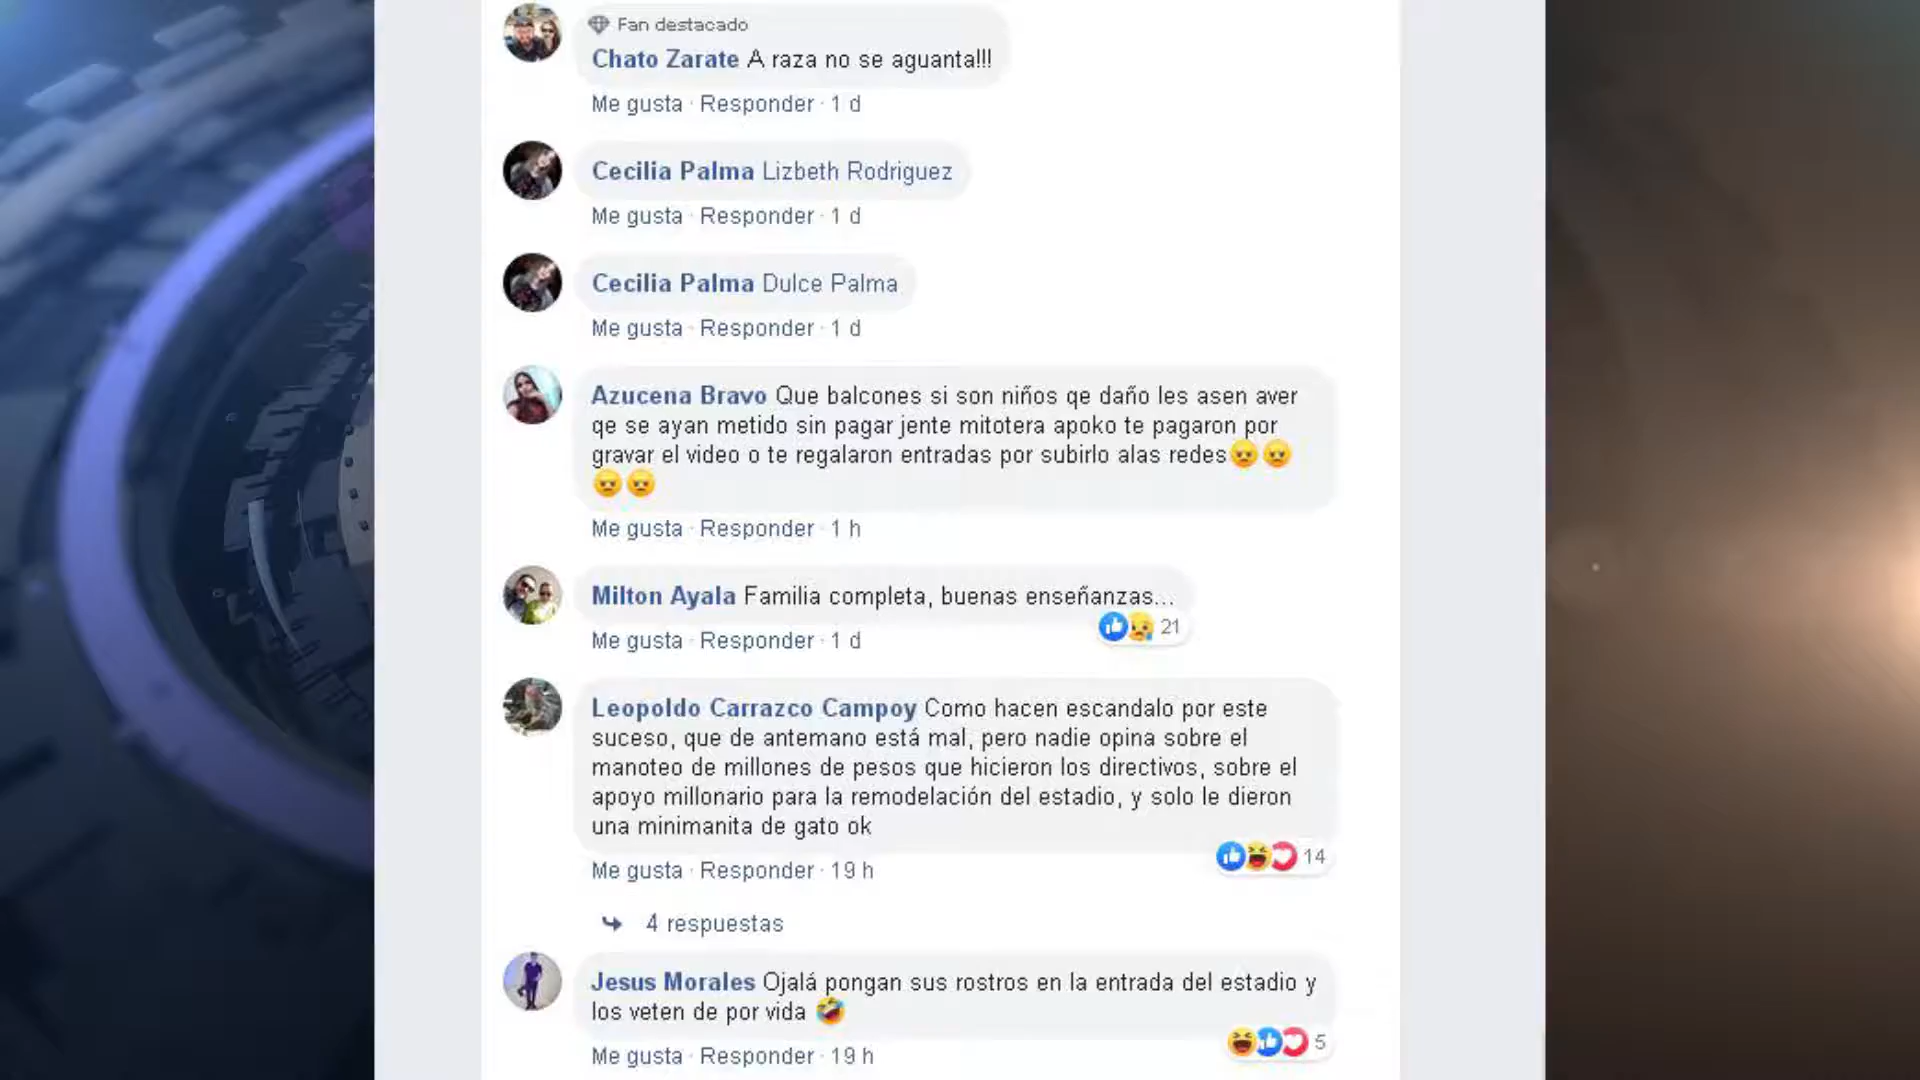 Fan destacado
Chato Zarate A raza no se aguanta!!!
Me gusta · Responder · 1 d
Cecilia Palma Lizbeth Rodriguez
Me gusta · Responder · 1 d
Cecilia Palma Dulce Palma
Me gusta · Responder · 1 d
Azucena Bravo Que balcones si son niños qe daño les asen aver
qe se ayan metido sin pagar jente mitotera apoko te pagaron por
gravar el video o te regalaron entradas por subirlo alas redes😠😠
😠😠
Me gusta · Responder · 1 h
Milton Ayala Familia completa, buenas enseñanzas...
21
Me gusta · Responder · 1 d
Leopoldo Carrazco Campoy Como hacen escandalo por este
suceso, que de antemano está mal, pero nadie opina sobre el
manoteo de millones de pesos que hicieron los directivos, sobre el
apoyo millonario para la remodelación del estadio, y solo le dieron
una minimanita de gato ok
14
Me gusta · Responder · 19 h
4 respuestas
Jesus Morales Ojalá pongan sus rostros en la entrada del estadio y
los veten de por vida 🤣
5
Me gusta · Responder · 19 h